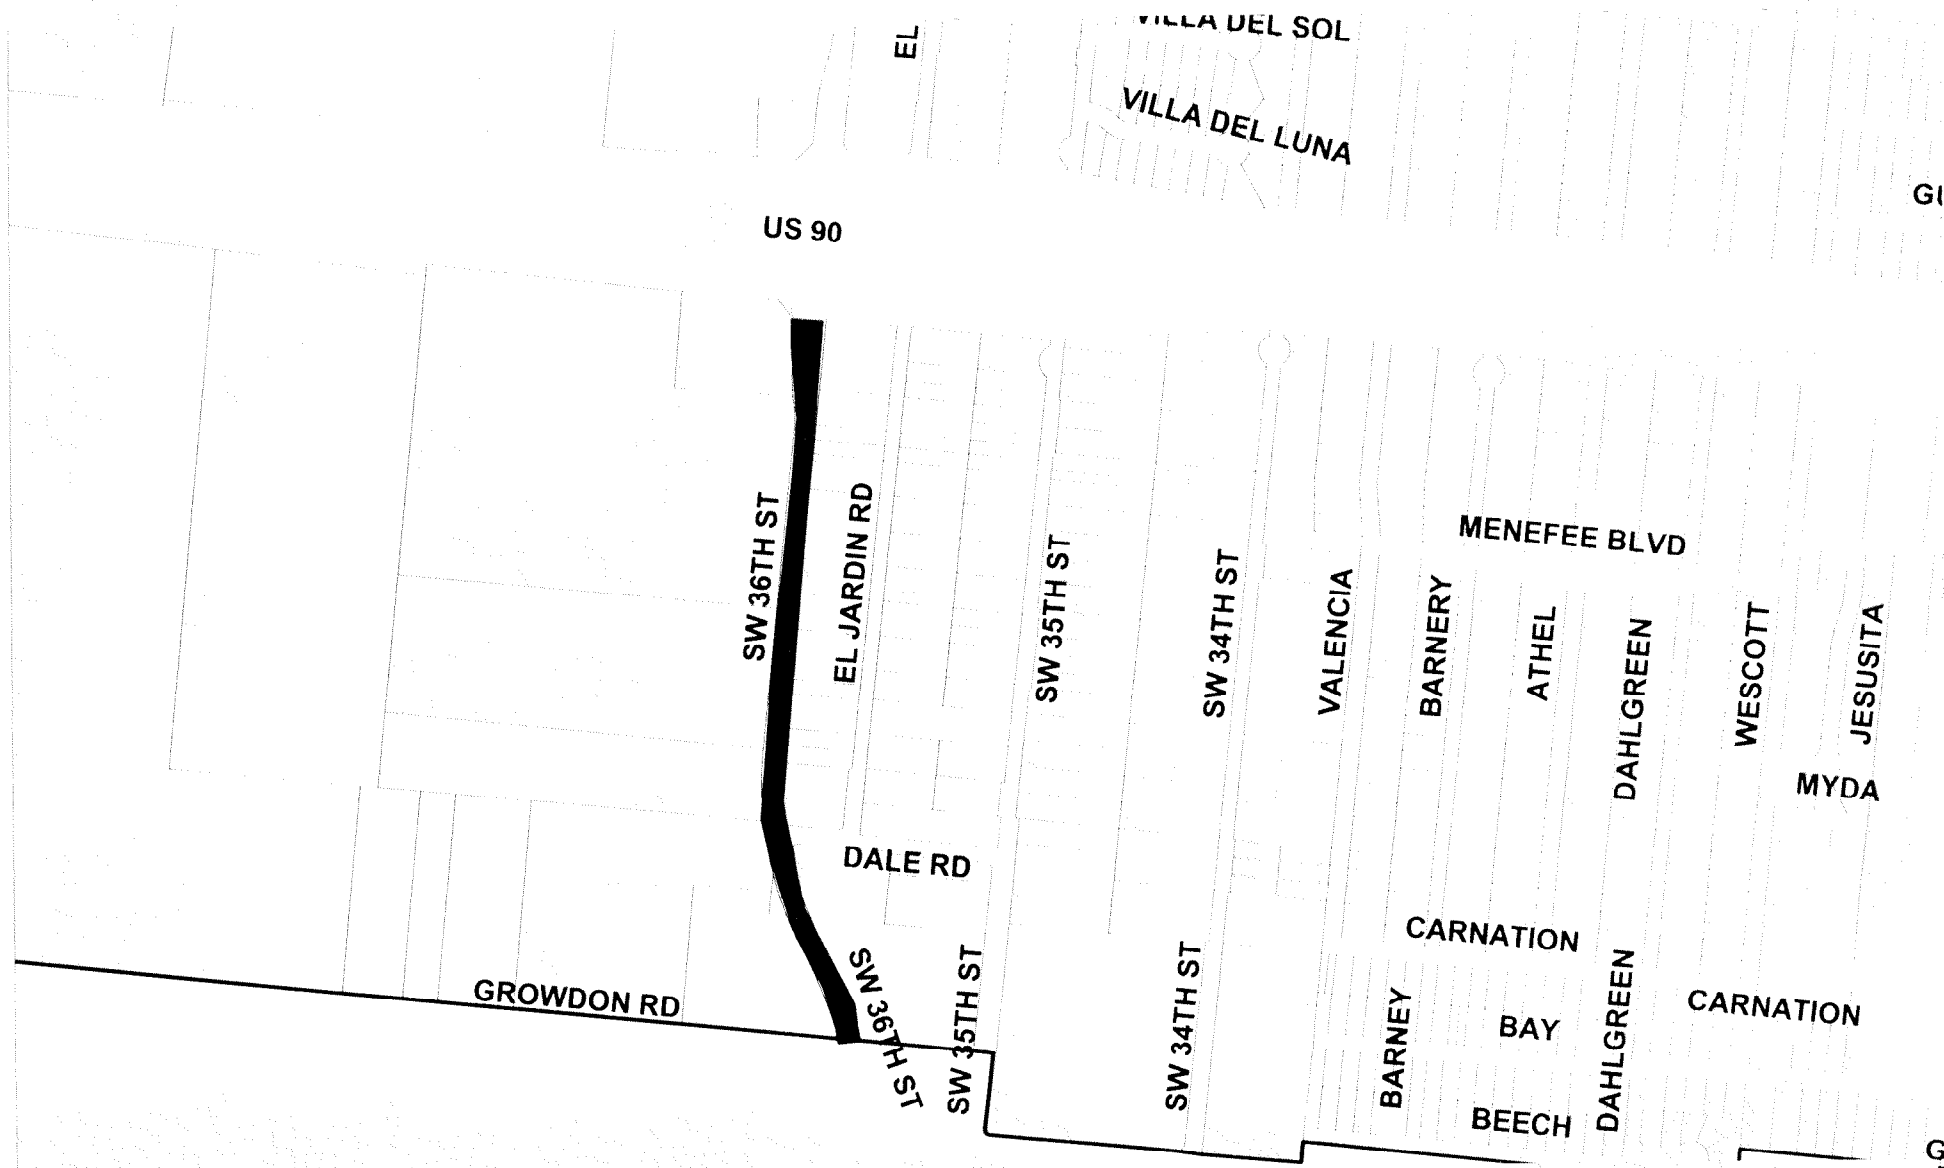 VILLA DEL SOL
EL
VILLA DEL LUNA
US 90
SW 36TH ST
EL JARDIN RD
SW 35TH ST
SW 34TH ST
VALENCIA
BARNERY
MENEFEE BLVD
ATHEL
DAHLGREEN
WESCOTT
JESUSITA
MYDA
DALE RD
CARNATION
GROWDON RD
SW 36TH ST
SW 35TH ST
SW 34TH ST
BARNEY
BAY
DAHLGREEN
CARNATION
BEECH